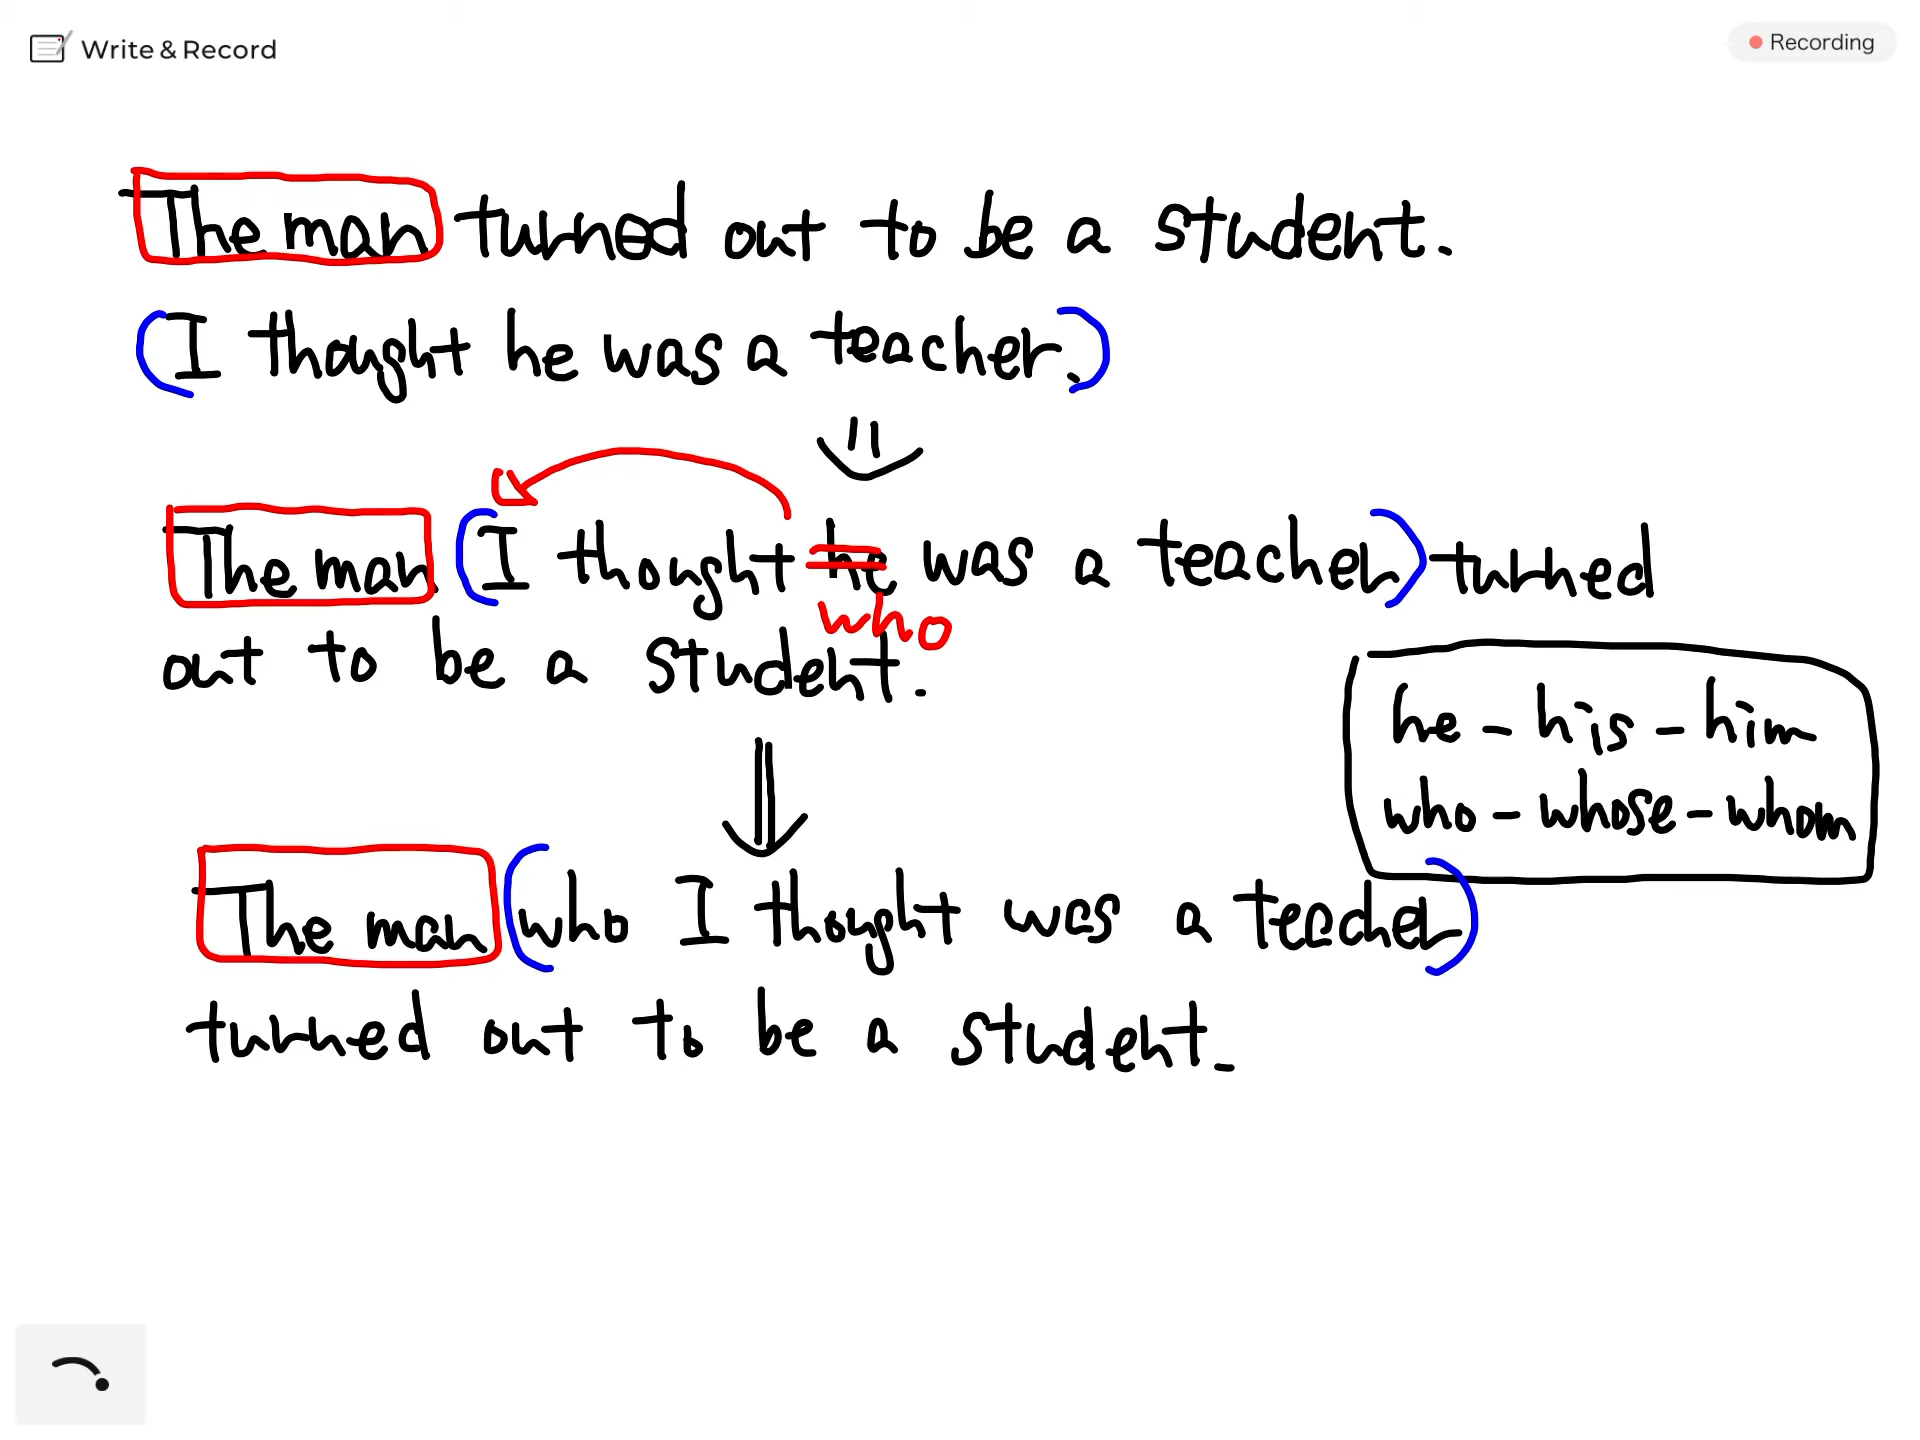 Write & Record
Recording
The man turned out to be a student.
(I thought he was a teacher.)
The man (I thought he was a teacher) turned
who
out to be a student.
he - his - him
who - whose - whom
The man (who I thought was a teacher)
turned out to be a student.